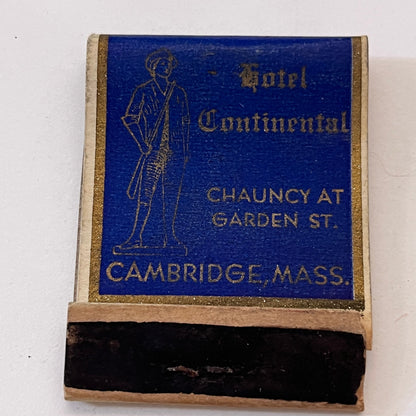 Hotel
Continental
CHAUNCY AT
GARDEN ST.
CAMBRIDGE, MASS.